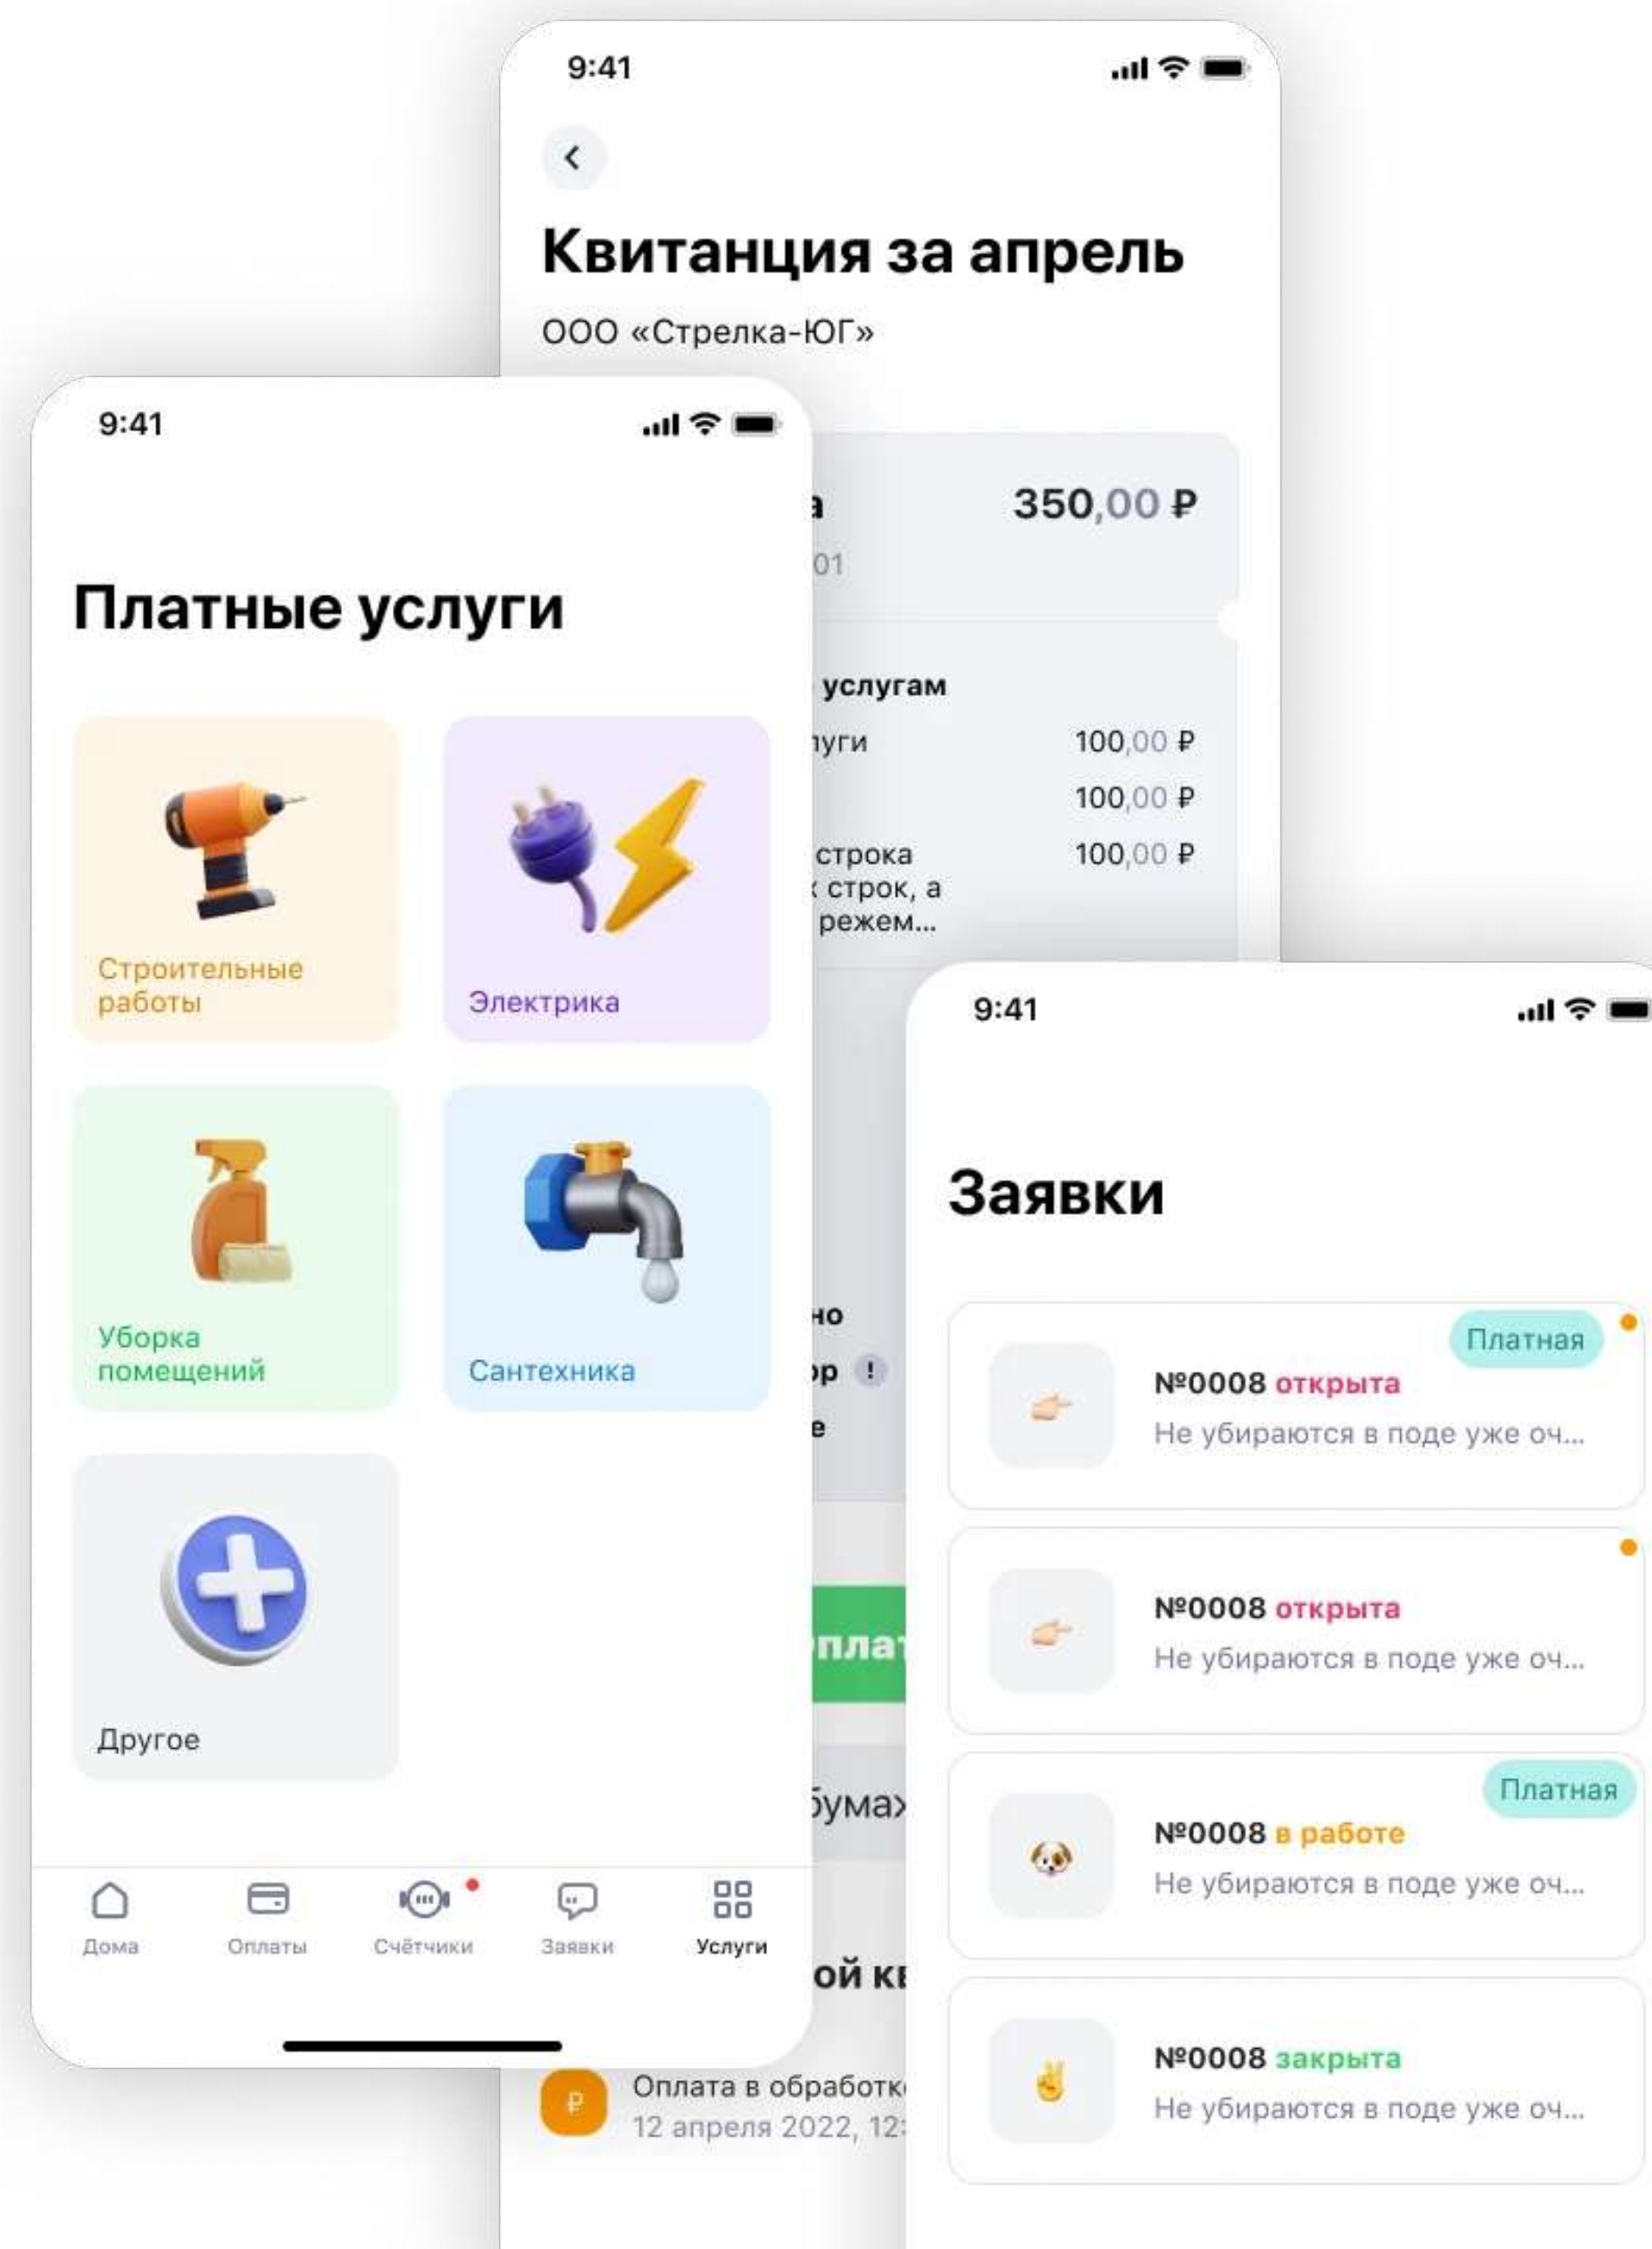 9:41
Квитанция за апрель
ООО «Стрелка-ЮГ»
350,00 ₽
01
услугам
100,00 ₽
100,00 ₽
строка
100,00 ₽
строк, а
режем...
!
12 апреля 2022, 12:
Оплата в
9:41
Платные услуги
Строительные
работы
Электрика
Уборка
помещений
Сантехника
Другое
Дома
Оплаты
Счётчики
Заявки
Услуги
9:41
Заявки
Платная
№0008 открыта
Не убираются в поде уже оч...
№0008 открыта
Не убираются в поде уже оч...
Платная
№0008 в работе
Не убираются в поде уже оч...
№0008 закрыта
Не убираются в поде уже оч...